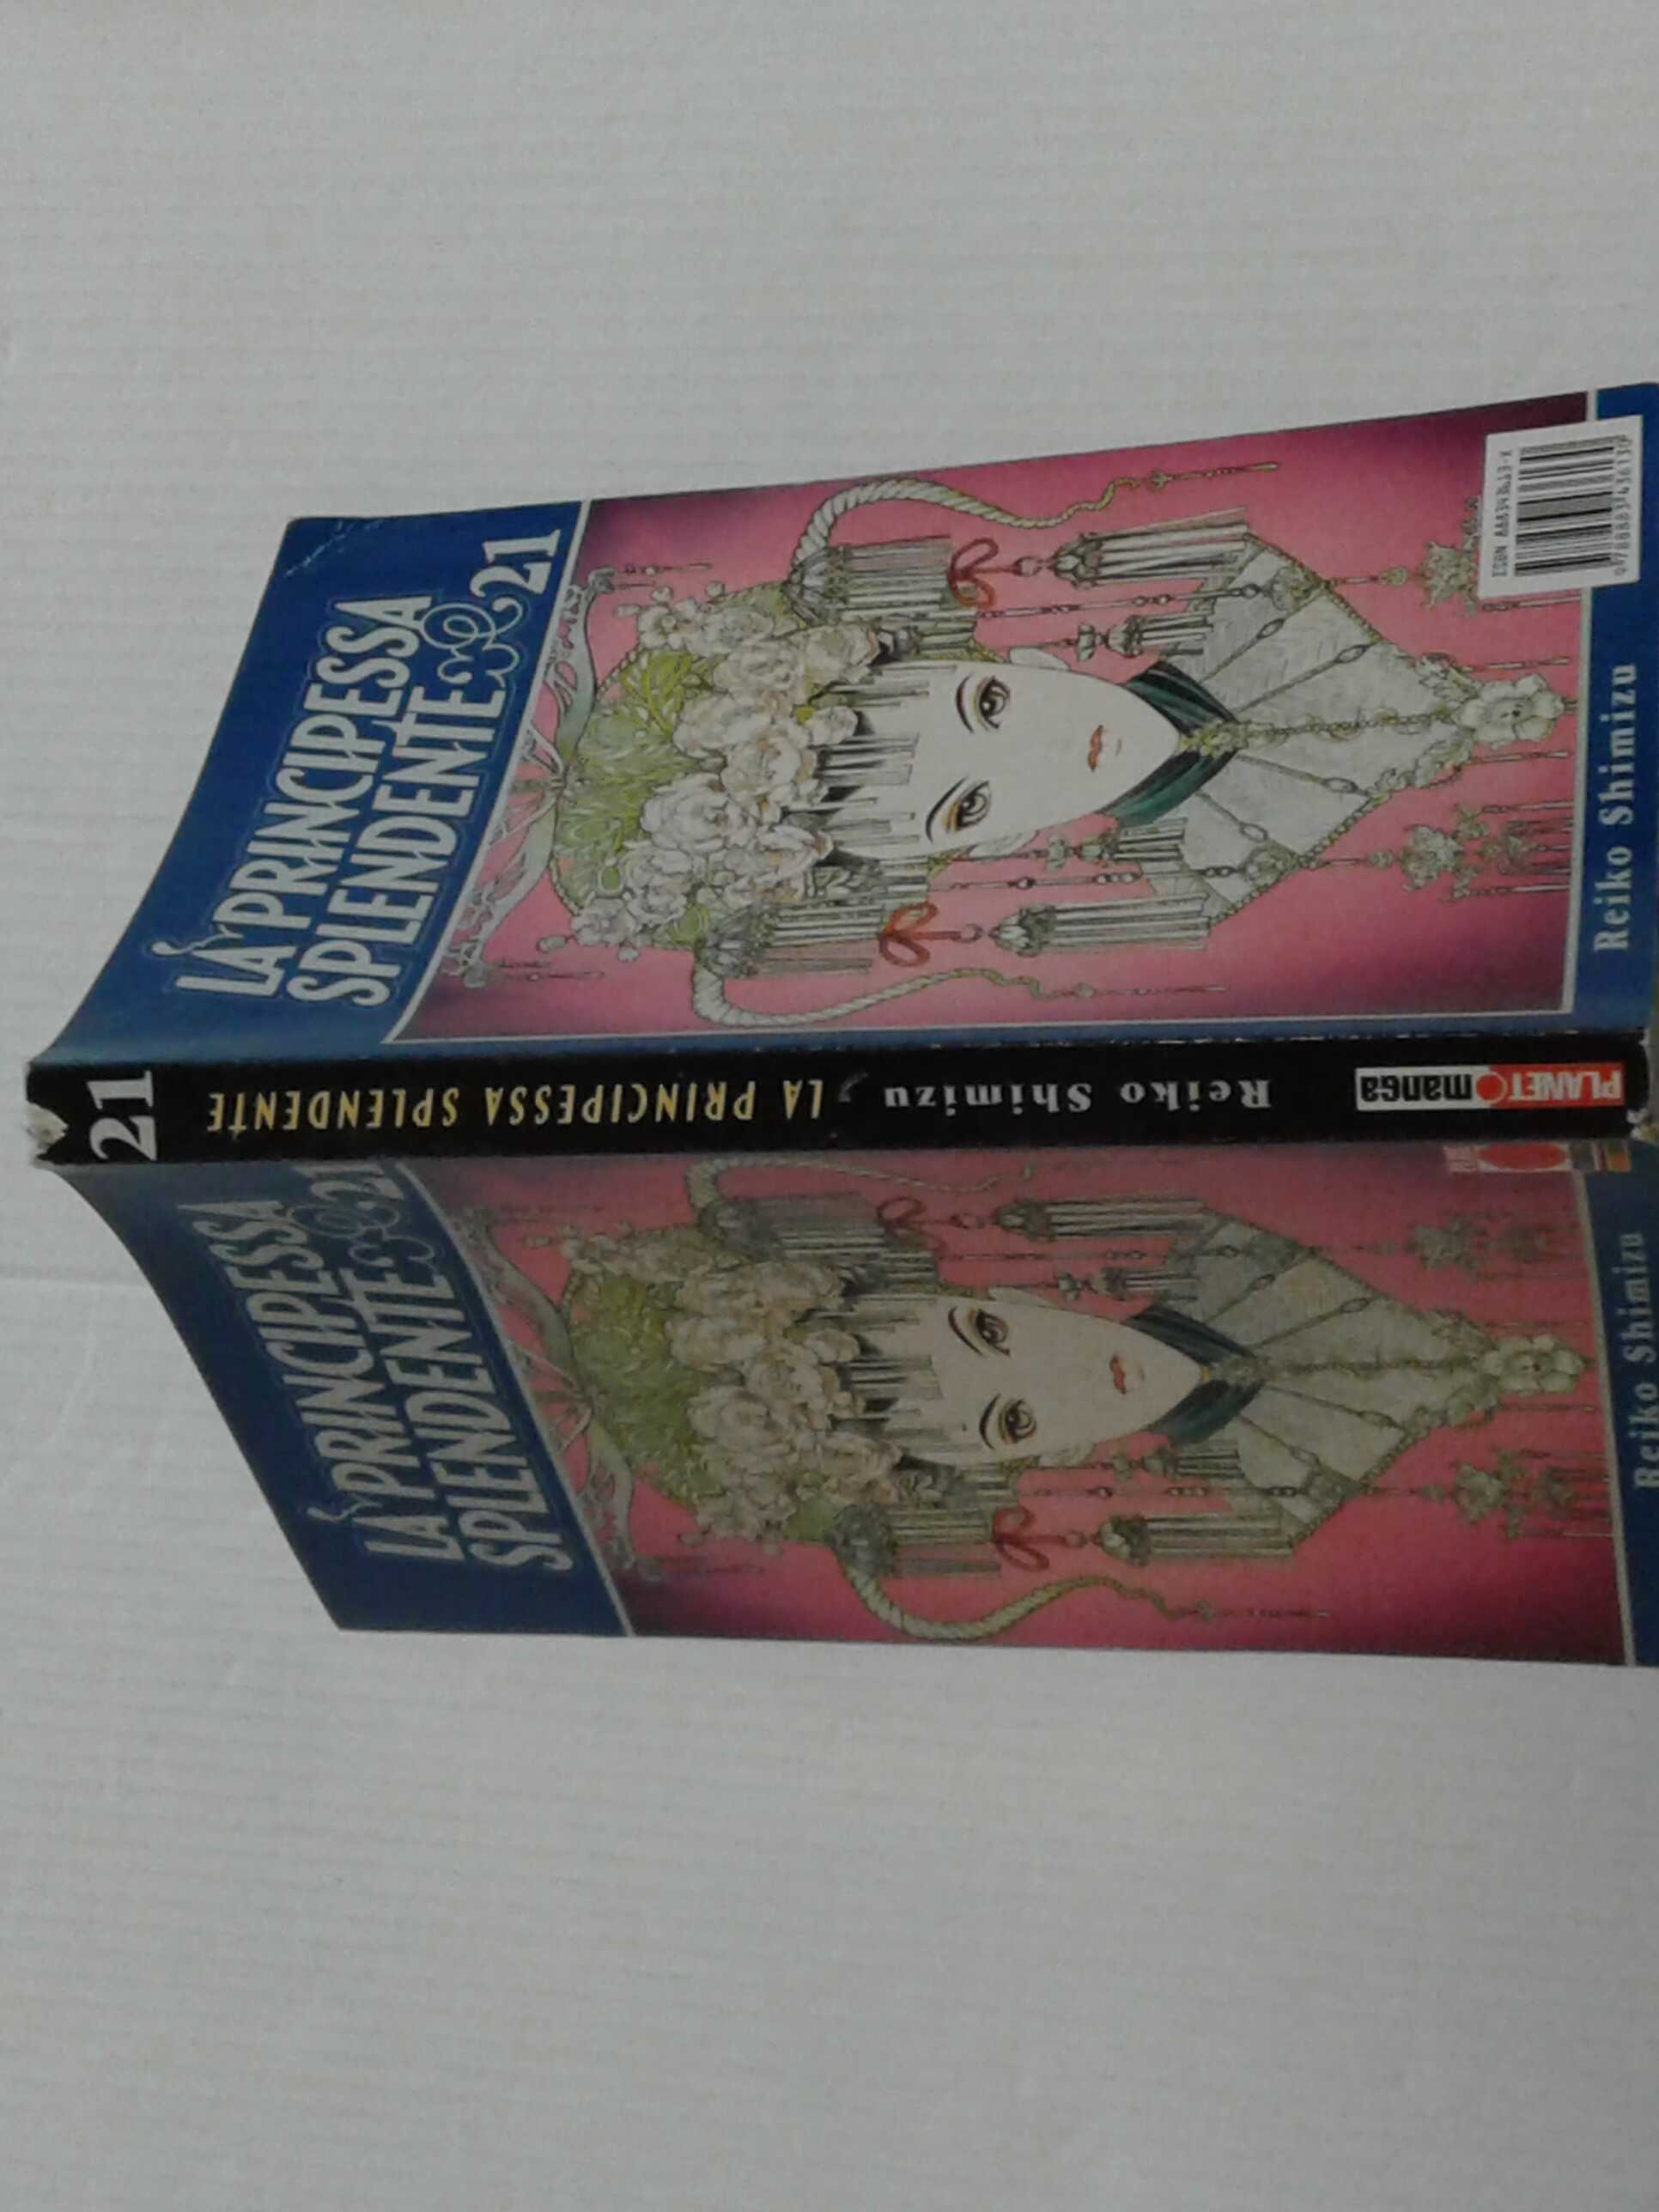 LA PRINCIPESSA
SPLENDENTE 21
Reiko Shimizu
21
LA PRINCIPESSA SPLENDENTE
Reiko Shimizu
PLANET manga
LA PRINCIPESSA
SPLENDENTE 21
Reiko Shimizu
ISBN